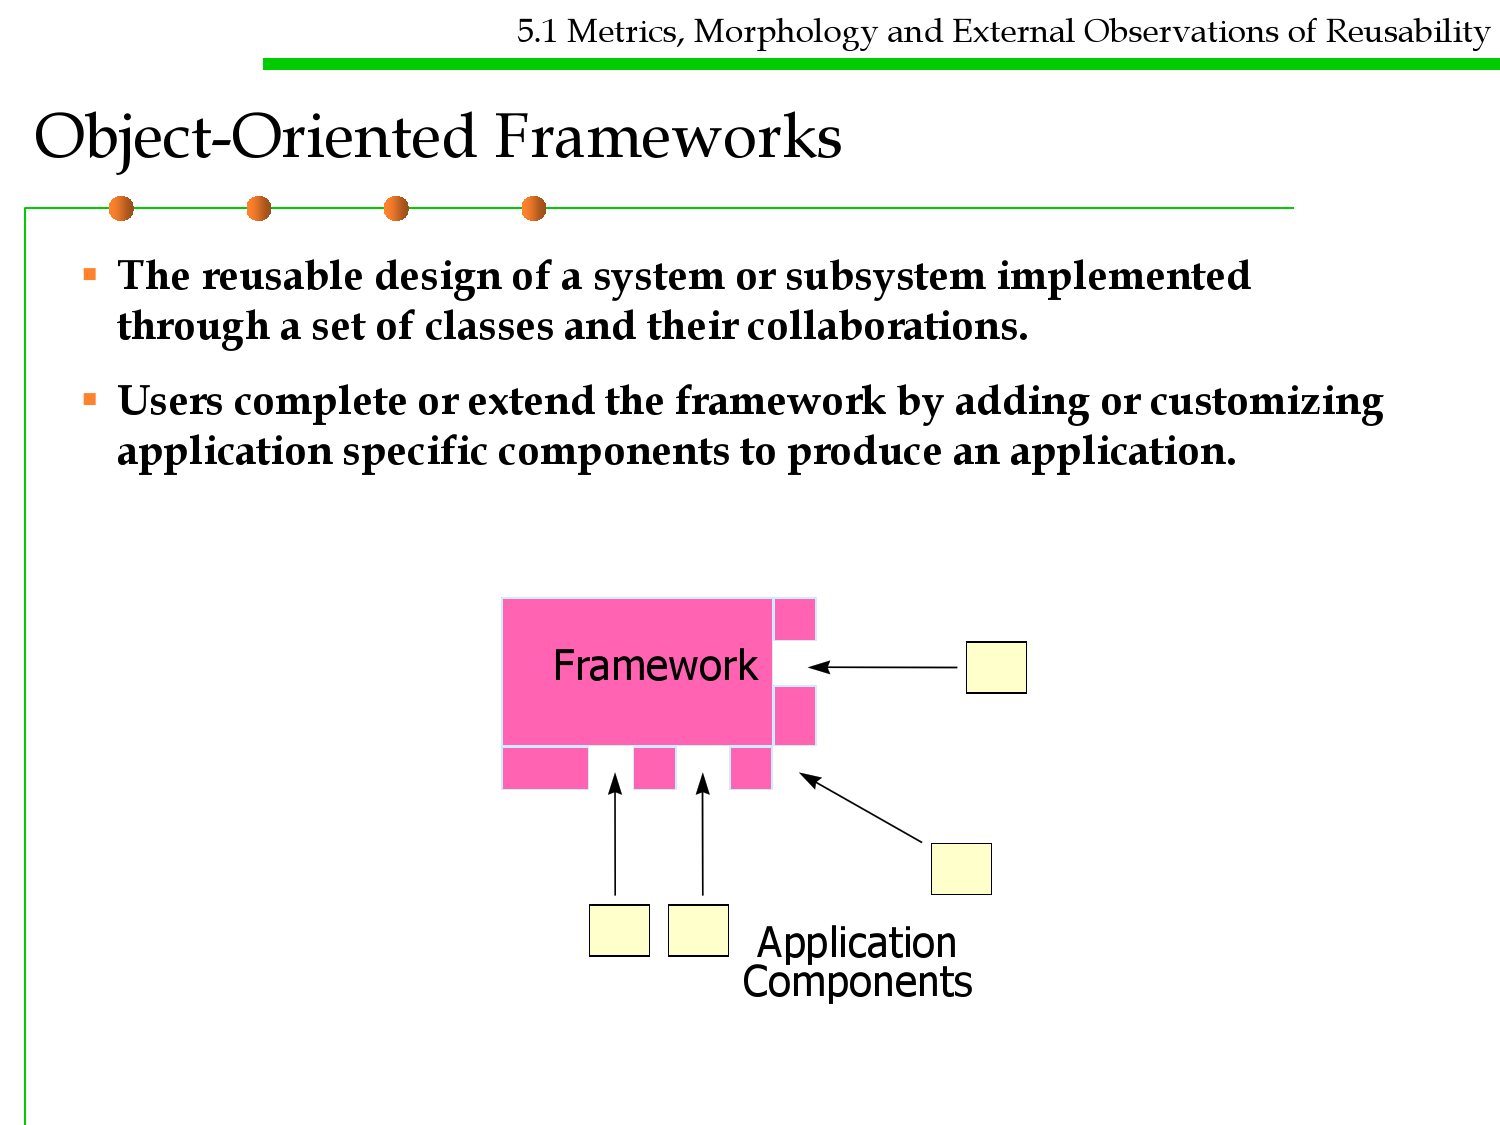 5.1 Metrics, Morphology and External Observations of Reusability
Object-Oriented Frameworks
The reusable design of a system or subsystem implemented
through a set of classes and their collaborations.
Users complete or extend the framework by adding or customizing
application specific components to produce an application.
Framework
Application
Components